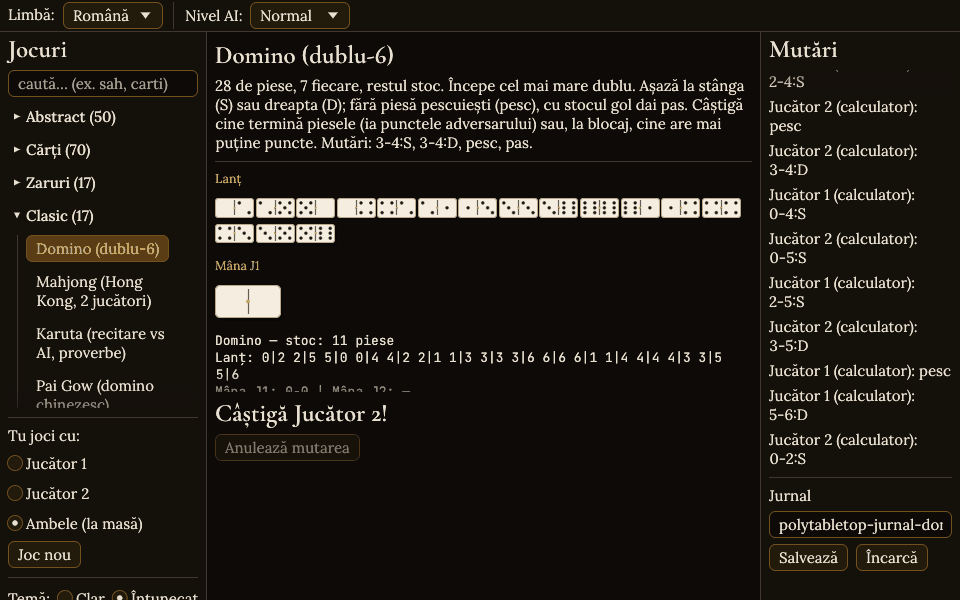 Limbă: Română Nivel AI: Normal
Jocuri
caută... (ex. sah, carti)
Abstract (50)
Cărți (70)
Zaruri (17)
Clasic (17)
Domino (dublu-6)
Mahjong (Hong
Kong, 2 jucători)
Karuta (recitare vs
AI, proverbe)
Pai Gow (domino
chinezesc)
Tu joci cu:
Jucător 1
Jucător 2
Ambele (la masă)
Joc nou
Temă: Clar Întunecat
Domino (dublu-6)
28 de piese, 7 fiecare, restul stoc. Începe cel mai mare dublu. Așază la stânga
(S) sau dreapta (D); fără piesă pescuiești (pesc), cu stocul gol dai pas. Câștigă
cine termină piesele (ia punctele adversarului) sau, la blocaj, cine are mai
puține puncte. Mutări: 3-4:S, 3-4:D, pesc, pas.
Lanț
Mâna J1
Domino — stoc: 11 piese
Lanț: 0|2 2|5 5|0 0|4 4|2 2|1 1|3 3|3 3|6 6|6 6|1 1|4 4|4 4|3 3|5
5|6
Mâna J1: 0-0 | Mâna J2: —
Câștigă Jucător 2!
Anulează mutarea
Mutări
2-4:S
Jucător 2 (calculator):
pesc
Jucător 2 (calculator):
3-4:D
Jucător 1 (calculator):
0-4:S
Jucător 2 (calculator):
0-5:S
Jucător 1 (calculator):
2-5:S
Jucător 2 (calculator):
3-5:D
Jucător 1 (calculator): pesc
Jucător 1 (calculator):
5-6:D
Jucător 2 (calculator):
0-2:S
Jurnal
polytabletop-jurnal-do
Salvează Încarcă